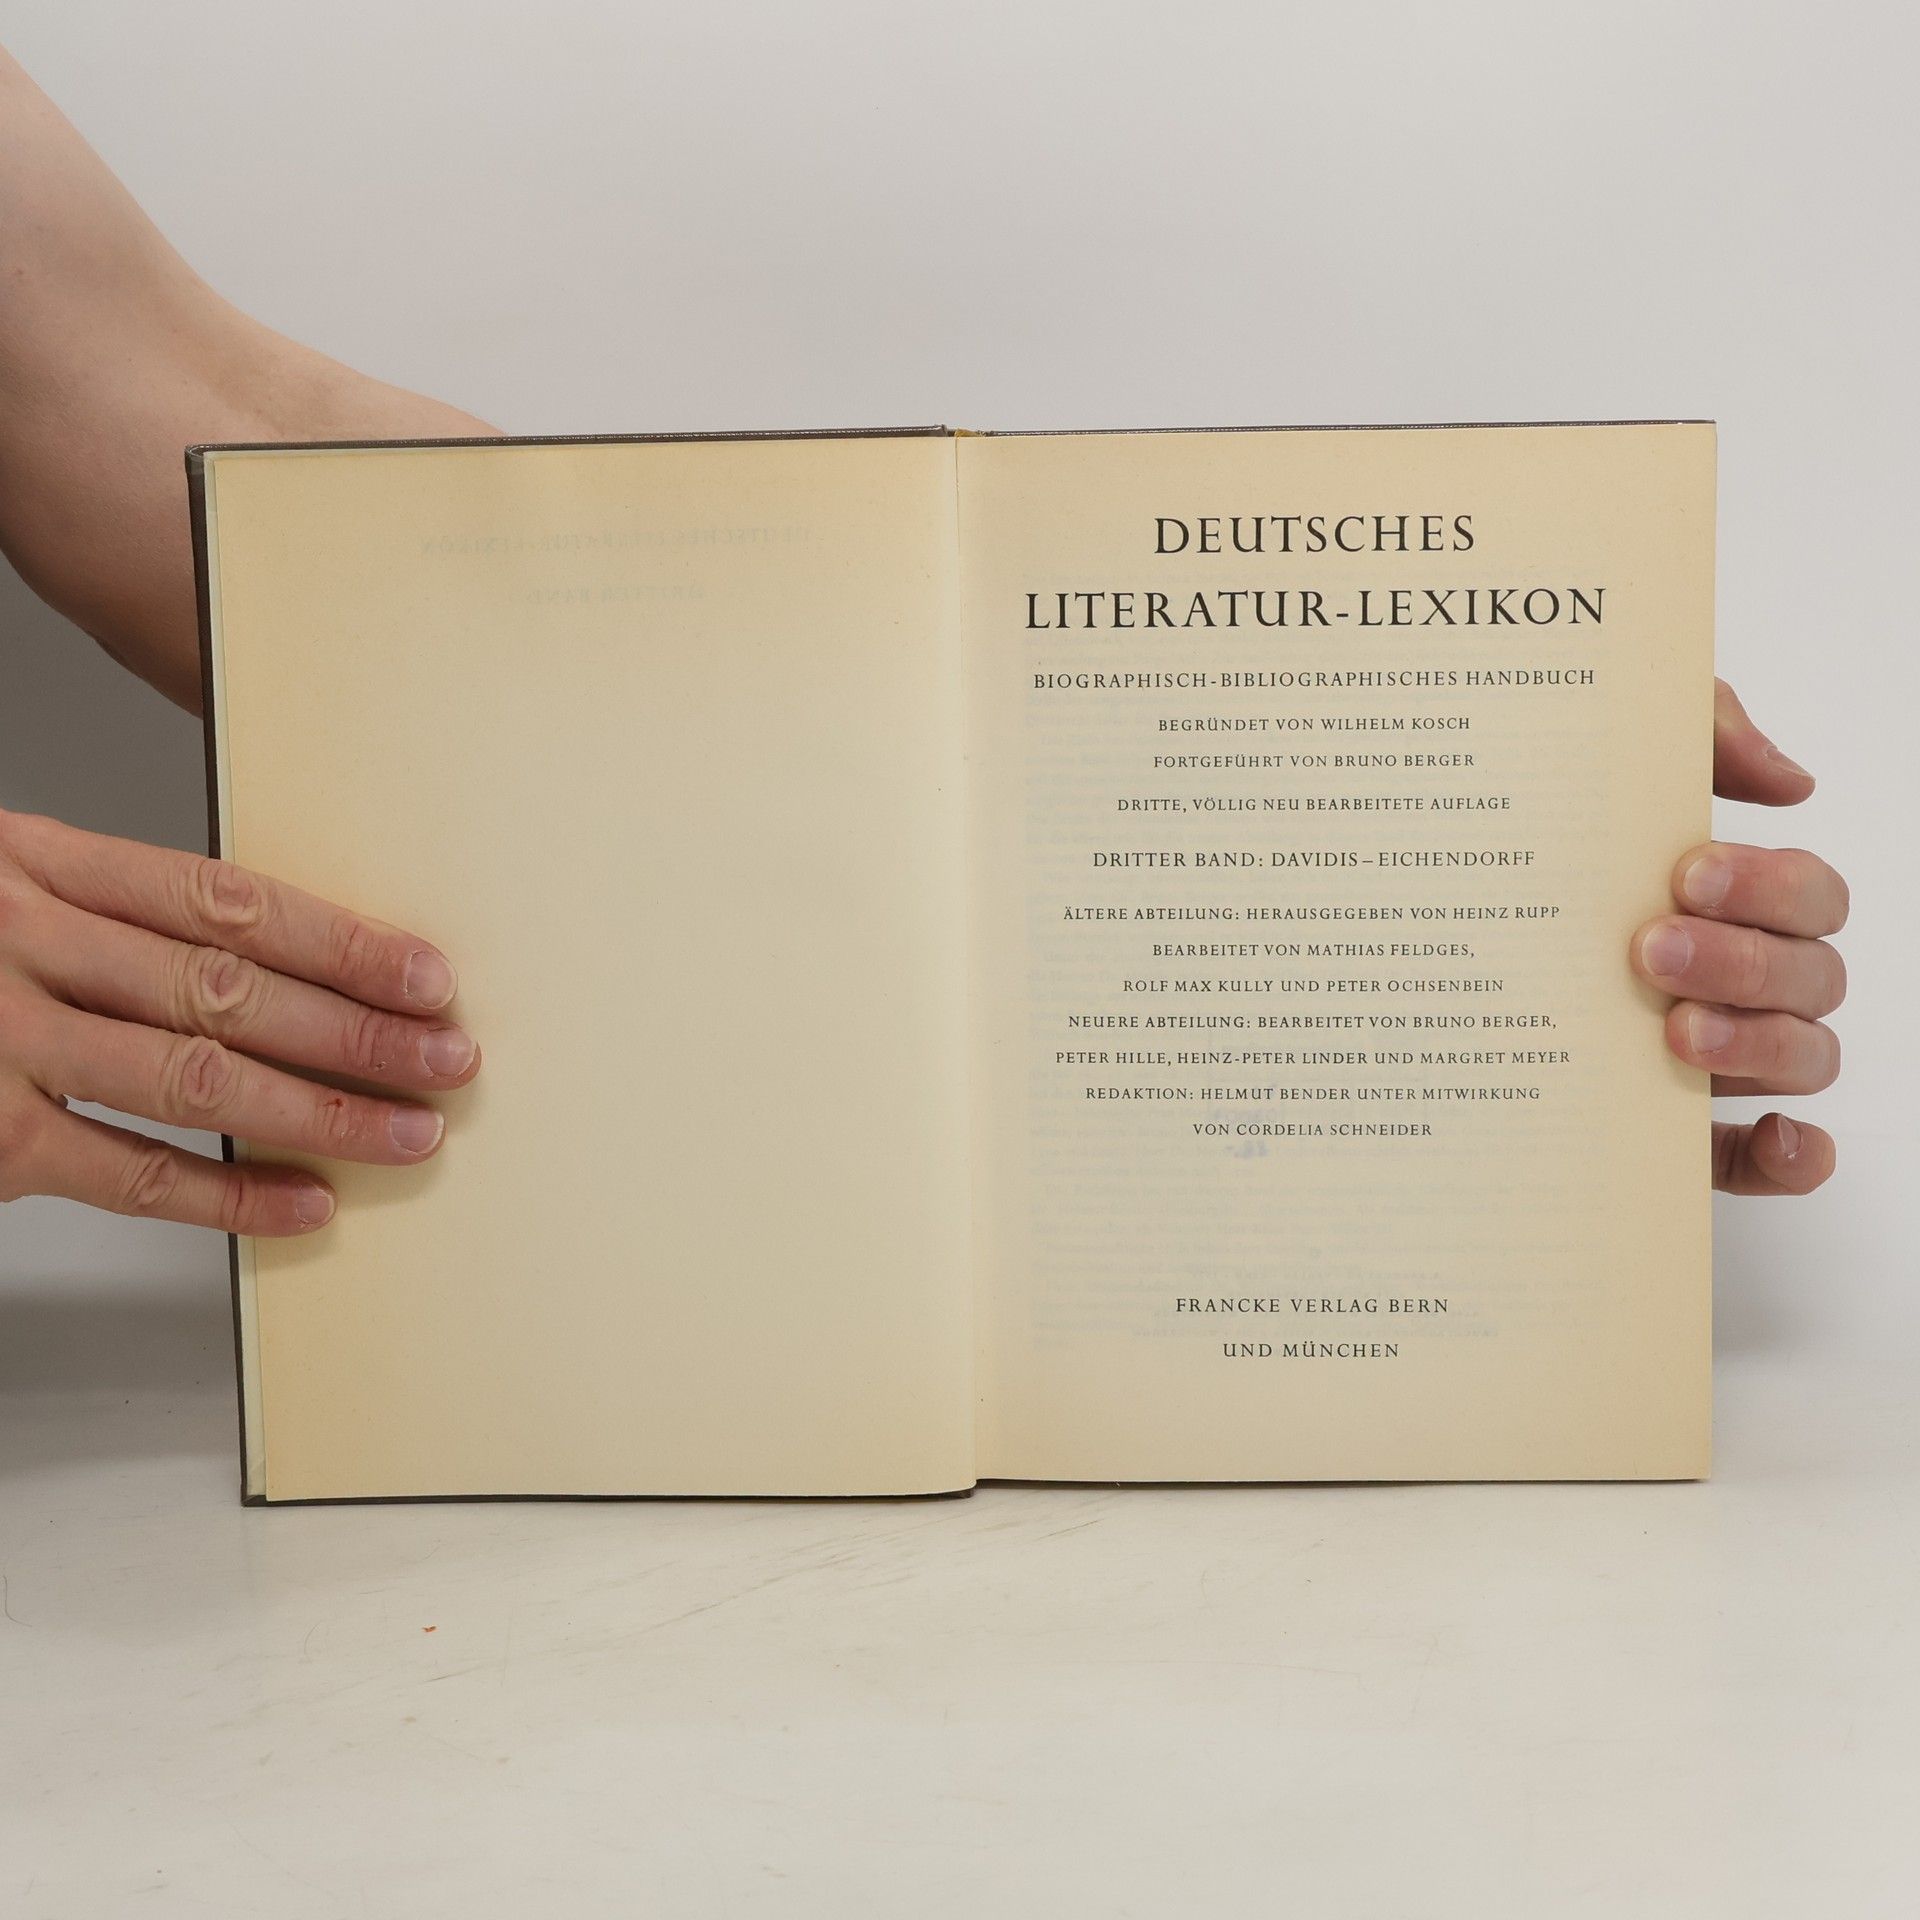 DEUTSCHES
LITERATUR-LEXIKON
BIOGRAPHISCH-BIBLIOGRAPHISCHES HANDBUCH
BEGRÜNDET VON WILHELM KOSCH
FORTGEFÜHRT VON BRUNO BERGER
DRITTE, VÖLLIG NEU BEARBEITETE AUFLAGE
DRITTER BAND: DAVIDIS – EICHENDORFF
ÄLTERE ABTEILUNG: HERAUSGEGEBEN VON HEINZ RUPP
BEARBEITET VON MATHIAS FELDGES,
ROLF MAX KULLY UND PETER OCHSENBEIN
NEUERE ABTEILUNG: BEARBEITET VON BRUNO BERGER,
PETER HILLE, HEINZ-PETER LINDER UND MARGRET MEYER
REDAKTION: HELMUT BENDER UNTER MITWIRKUNG
VON CORDELIA SCHNEIDER
FRANCKE VERLAG BERN
UND MÜNCHEN